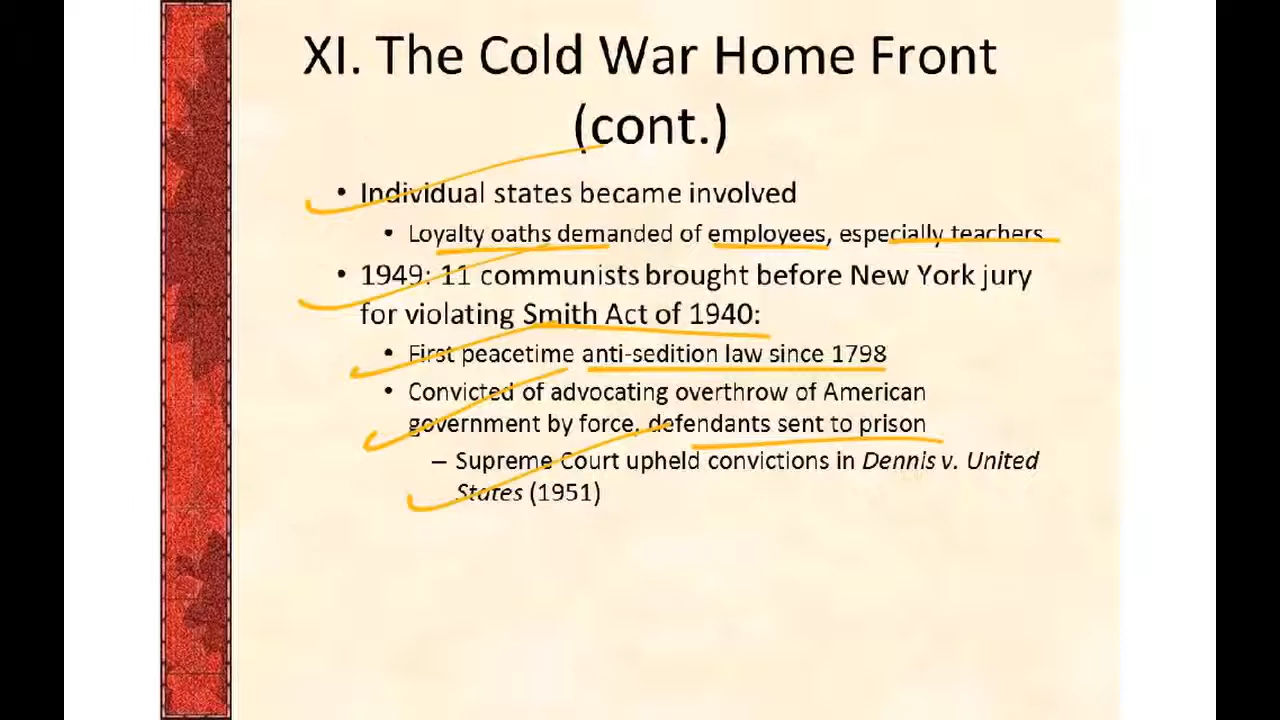 XI. The Cold War Home Front
(cont.)
• Individual states became involved
• Loyalty oaths demanded of employees, especially teachers
• 1949: 11 communists brought before New York jury
for violating Smith Act of 1940:
• First peacetime anti-sedition law since 1798
• Convicted of advocating overthrow of American
government by force, defendants sent to prison
– Supreme Court upheld convictions in Dennis v. United
States (1951)